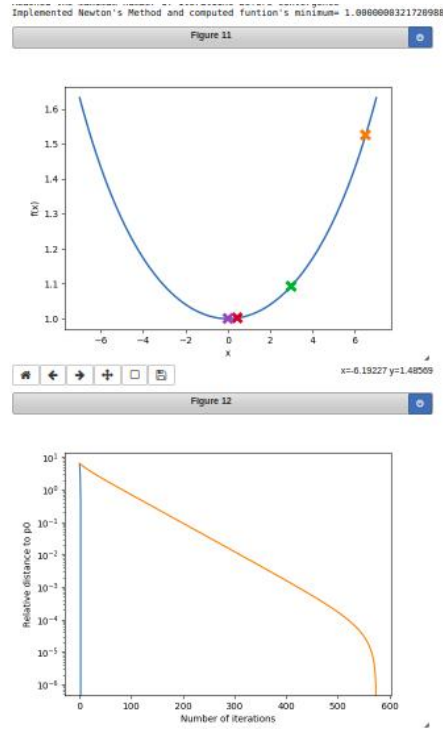 Implemented Newton's Method and computed funtion's minimum=
Figure 11
1.6
1.5
1.4
1.3
1.2
1.1
1.0
f(x)
−6 −4 −2 0 2 4 6
x
x=-6.19227 y=1.48569
Figure 12
10¹
10⁰
10⁻¹
10⁻²
10⁻³
10⁻⁴
10⁻⁵
10⁻⁶
Relative distance to p0
0 100 200 300 400 500 600
Number of iterations